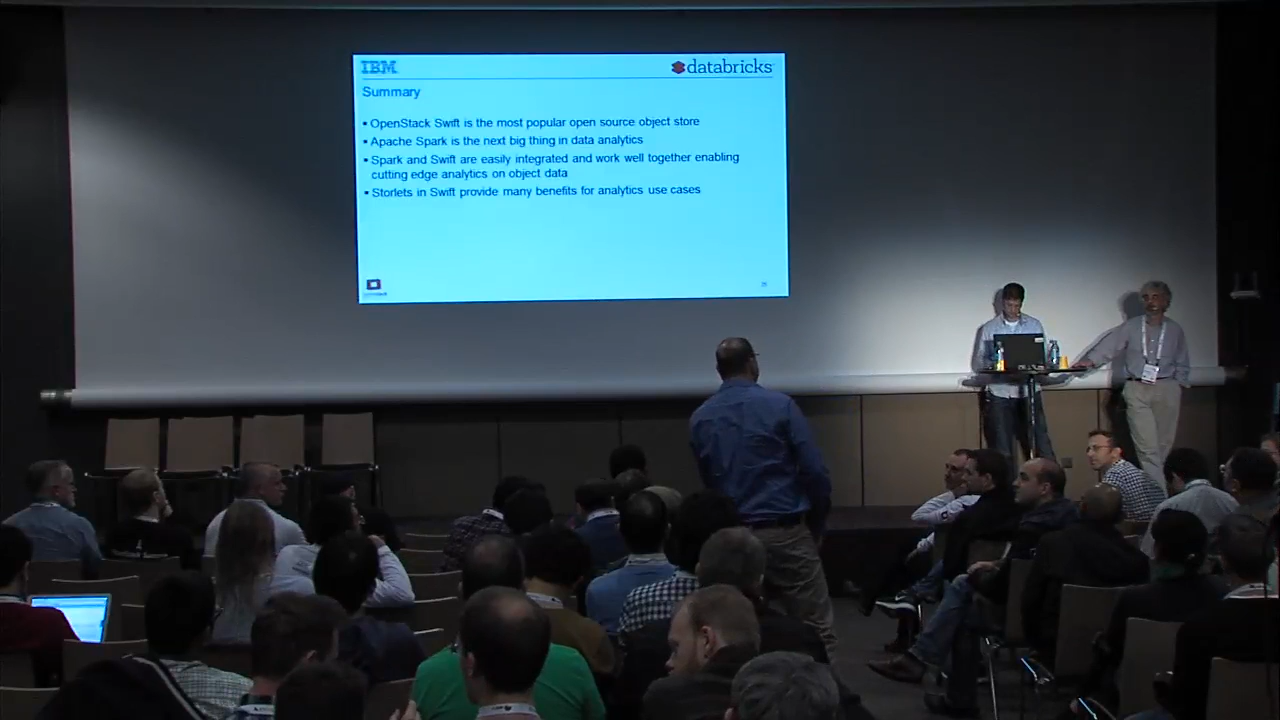 IBM
databricks
Summary
▪ OpenStack Swift is the most popular open source object store
▪ Apache Spark is the next big thing in data analytics
▪ Spark and Swift are easily integrated and work well together enabling
cutting edge analytics on object data
▪ Storlets in Swift provide many benefits for analytics use cases